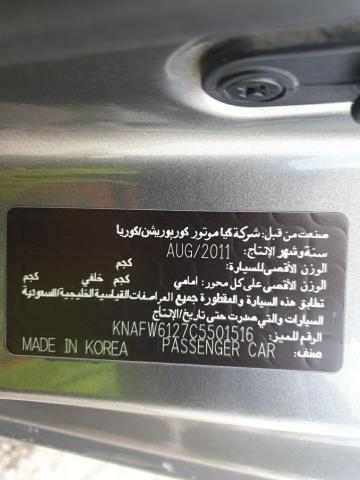 صنعت من قبل: شركة كيا موتور كوربوريشن/كوريا
سنة وشهر الإنتاج: AUG/2011
الوزن الأقصى للسيارة: كجم
الوزن الأقصى على كل محور: أمامي كجم خلفي كجم
تطابق هذه السيارة والمقطورة جميع المواصفات القياسية الخليجية/السعودية
السيارات والتي صدرت حتى تاريخ/الإنتاج
الرقم المميز: KNAFW6127C5501516
صنف: PASSENGER CAR MADE IN KOREA